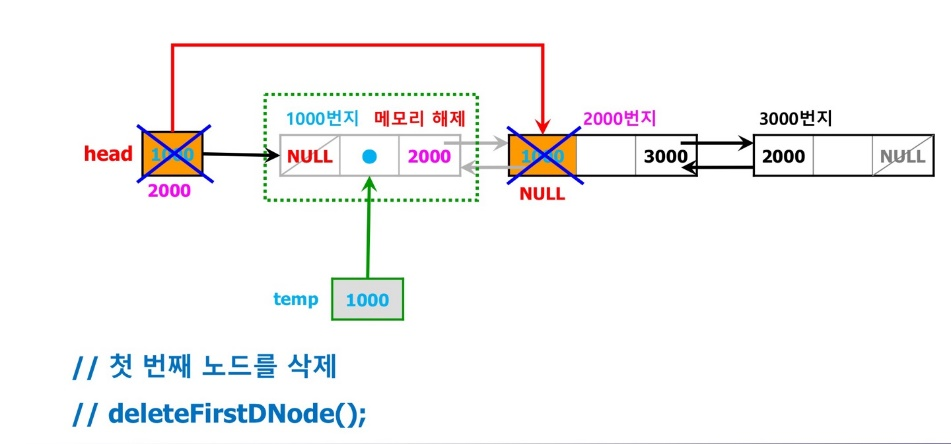 1000번지 메모리 해제 2000번지 3000번지
head 1000 NULL 2000 1000 3000 2000 NULL
2000 NULL
temp 1000
// 첫 번째 노드를 삭제
// deleteFirstDNode();